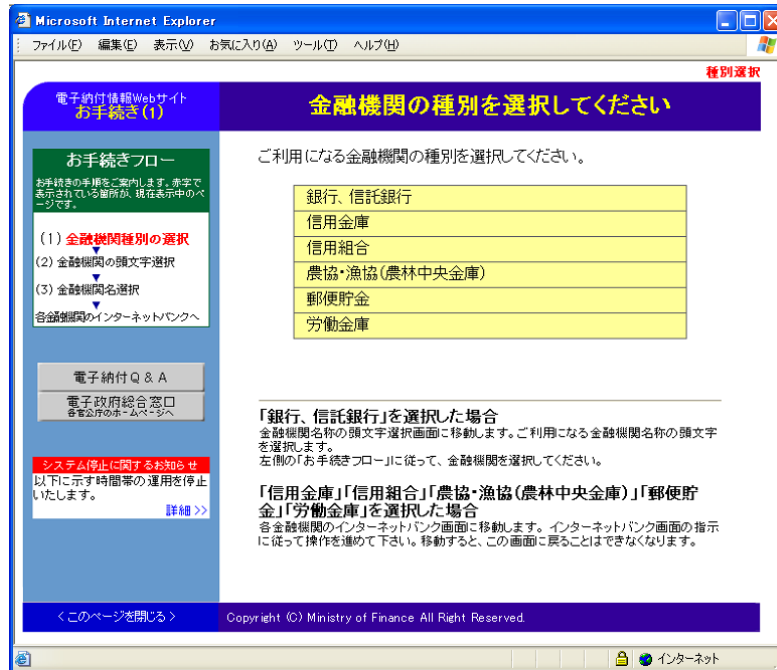 Microsoft Internet Explorer
ファイル(F) 編集(E) 表示(V) お気に入り(A) ツール(T) ヘルプ(H)
種別選択
電子納付情報Webサイト
お手続き(1)
金融機関の種別を選択してください
お手続きフロー
お手続きの手順をご案内します。赤字で
表示されている箇所が、現在表示中のペ
ージです。
(1) 金融機関種別の選択
(2) 金融機関の頭文字選択
(3) 金融機関名選択
各金融機関のインターネットバンクへ
電子納付Q & A
電子政府総合窓口
各官公庁のホームページへ
システム停止に関するお知らせ
以下に示す時間帯の運用を停止
いたします。
詳細 >>
ご利用になる金融機関の種別を選択してください。
銀行、信託銀行
信用金庫
信用組合
農協・漁協(農林中央金庫)
郵便貯金
労働金庫
「銀行、信託銀行」を選択した場合
金融機関名称の頭文字選択画面に移動します。ご利用になる金融機関名称の頭文字
を選択します。
左側の「お手続きフロー」に従って、金融機関を選択してください。
「信用金庫」「信用組合」「農協・漁協(農林中央金庫)」「郵便貯
金」「労働金庫」を選択した場合
各金融機関のインターネットバンク画面に移動します。インターネットバンク画面の指示
に従って操作を進めて下さい。移動すると、この画面に戻ることはできなくなります。
＜このページを閉じる＞
Copyright (C) Ministry of Finance All Right Reserved.
インターネット